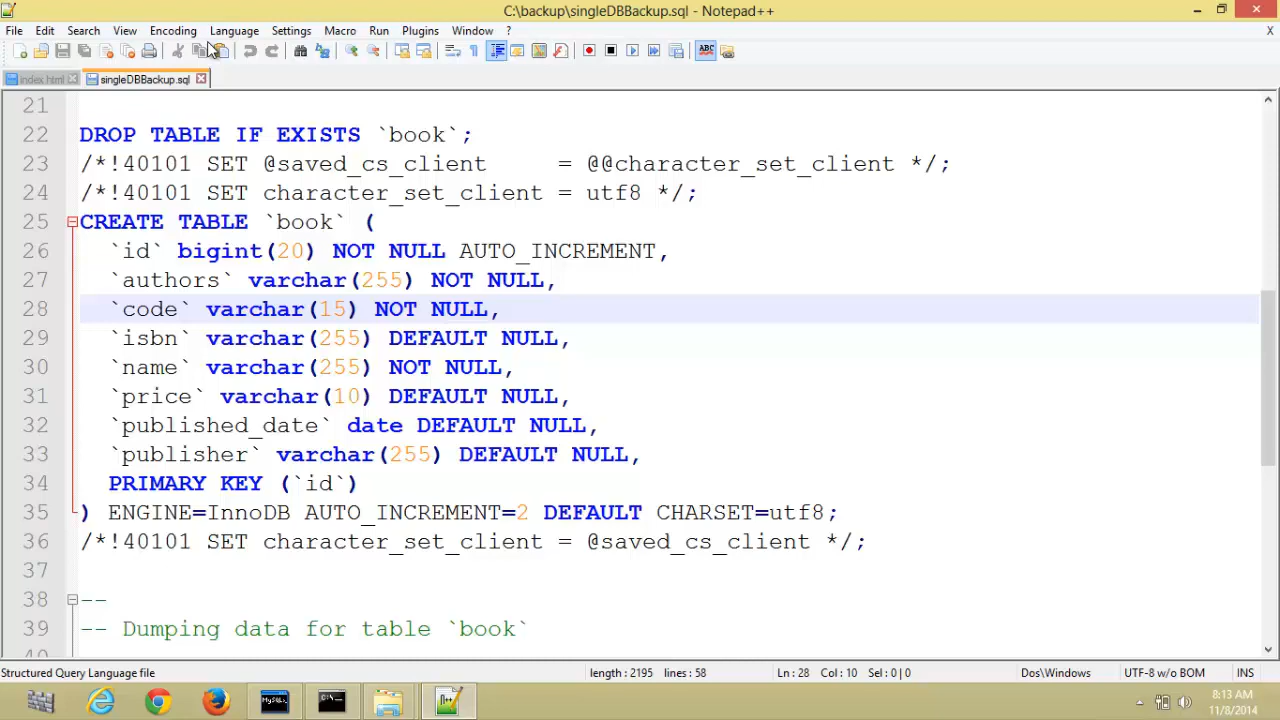 C:\backup\singleDBBackup.sql - Notepad++
File Edit Search View Encoding Language Settings Macro Run Plugins Window ? X
index.html singleDBBackup.sql
21
22 DROP TABLE IF EXISTS `book`;
23 /*!40101 SET @saved_cs_client     = @@character_set_client */;
24 /*!40101 SET character_set_client = utf8 */;
25 CREATE TABLE `book` (
26   `id` bigint(20) NOT NULL AUTO_INCREMENT,
27   `authors` varchar(255) NOT NULL,
28   `code` varchar(15) NOT NULL,
29   `isbn` varchar(255) DEFAULT NULL,
30   `name` varchar(255) NOT NULL,
31   `price` varchar(10) DEFAULT NULL,
32   `published_date` date DEFAULT NULL,
33   `publisher` varchar(255) DEFAULT NULL,
34   PRIMARY KEY (`id`)
35 ) ENGINE=InnoDB AUTO_INCREMENT=2 DEFAULT CHARSET=utf8;
36 /*!40101 SET character_set_client = @saved_cs_client */;
37
38 --
39 -- Dumping data for table `book`
40
Structured Query Language file length : 2195 lines : 58 Ln : 28 Col : 10 Sel : 0 | 0 Dos\Windows UTF-8 w/o BOM INS
8:13 AM
11/8/2014